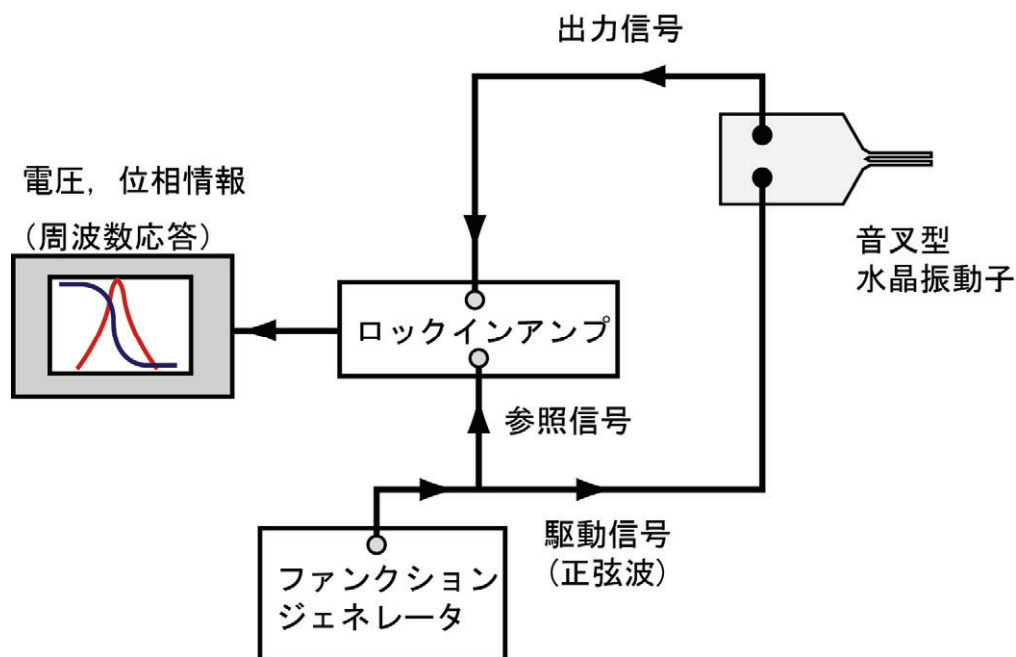 出力信号
電圧，位相情報
(周波数応答)
音叉型
水晶振動子
ロックインアンプ
参照信号
駆動信号
(正弦波)
ファンクション
ジェネレータ